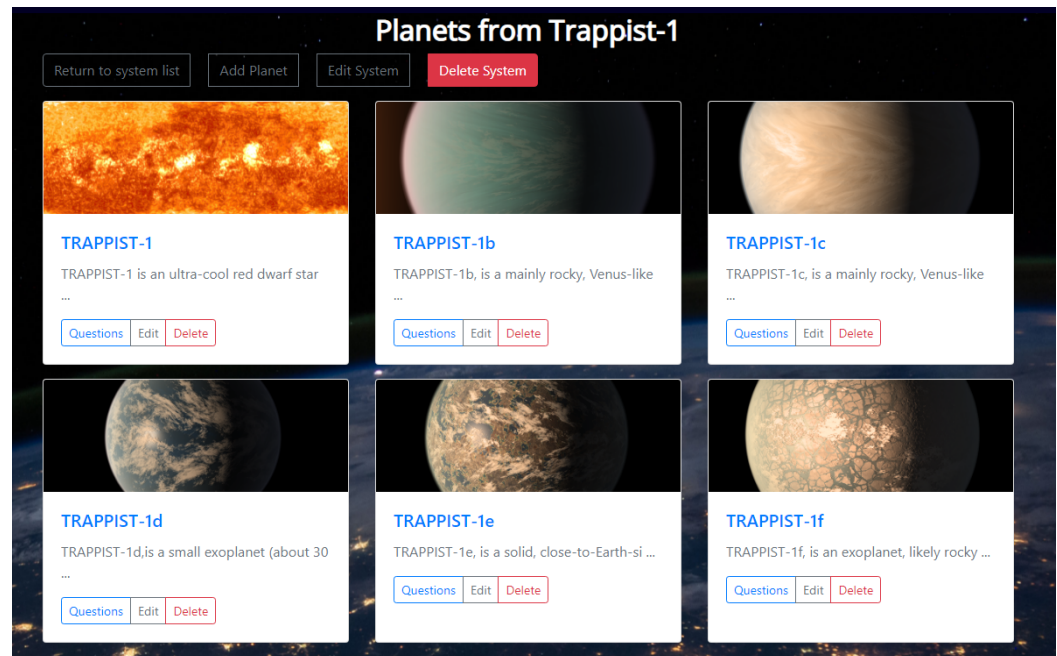 Planets from Trappist-1
Return to system list
Add Planet
Edit System
Delete System
TRAPPIST-1
TRAPPIST-1 is an ultra-cool red dwarf star
...
Questions Edit Delete
TRAPPIST-1b
TRAPPIST-1b, is a mainly rocky, Venus-like
...
Questions Edit Delete
TRAPPIST-1c
TRAPPIST-1c, is a mainly rocky, Venus-like
...
Questions Edit Delete
TRAPPIST-1d
TRAPPIST-1d,is a small exoplanet (about 30
...
Questions Edit Delete
TRAPPIST-1e
TRAPPIST-1e, is a solid, close-to-Earth-si ...
Questions Edit Delete
TRAPPIST-1f
TRAPPIST-1f, is an exoplanet, likely rocky ...
Questions Edit Delete